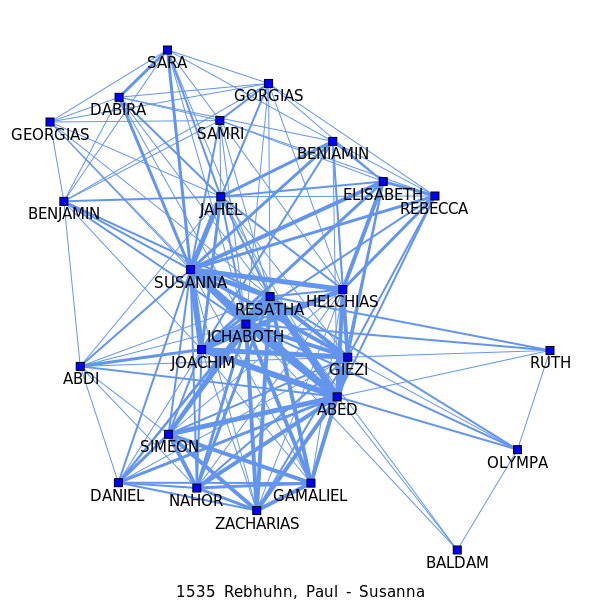 SARA
GORGIAS
DABIRA
GEORGIAS
SAMRI
BENIAMIN
ELISABETH
REBECCA
BENJAMIN
JAHEL
SUSANNA
RESATHA
HELCHIAS
ICHABOTH
JOACHIM
GIEZI
RUTH
ABDI
ABED
SIMEON
OLYMPA
DANIEL
NAHOR
GAMALIEL
ZACHARIAS
BALDAM
1535 Rebhuhn, Paul - Susanna